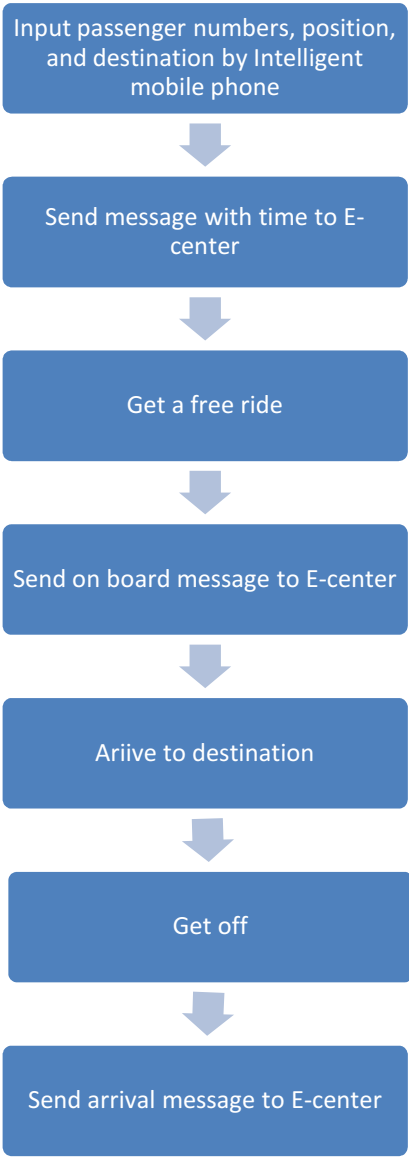 Input passenger numbers, position,
and destination by Intelligent
mobile phone
Send message with time to E-
center
Get a free ride
Send on board message to E-center
Ariive to destination
Get off
Send arrival message to E-center